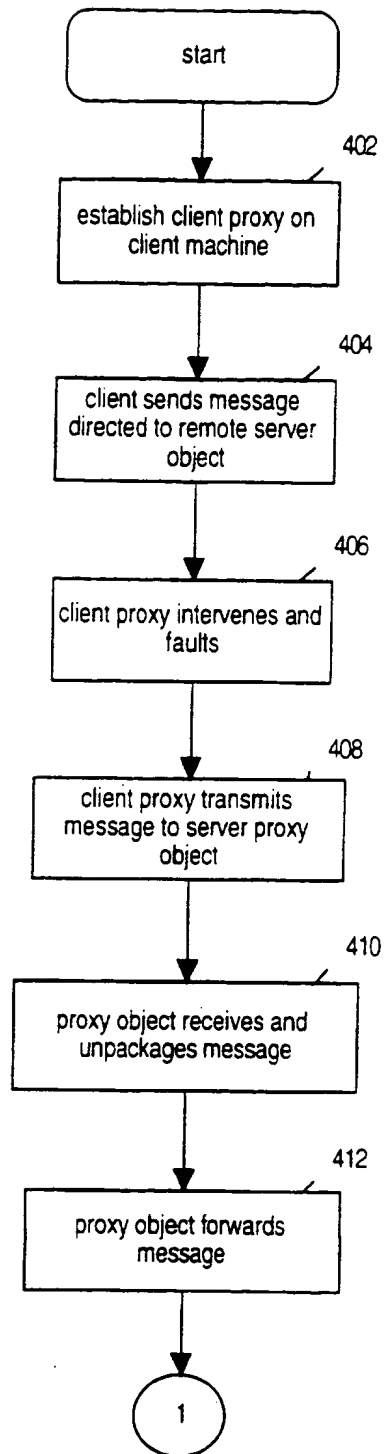 start
402
establish client proxy on
client machine
404
client sends message
directed to remote server
object
406
client proxy intervenes and
faults
408
client proxy transmits
message to server proxy
object
410
proxy object receives and
unpackages message
412
proxy object forwards
message
1